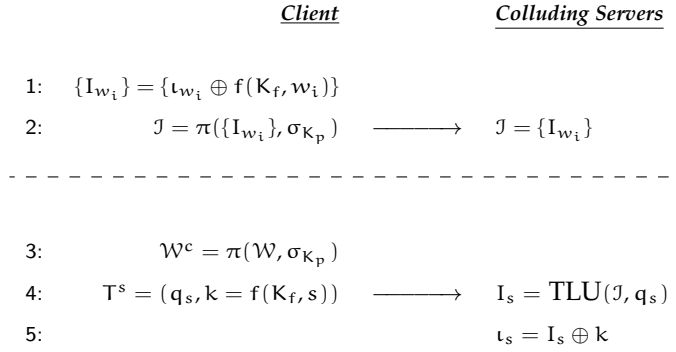 Client Colluding Servers
1: {I_{w_i}} = {ι_{w_i} ⊕ f(K_f, w_i)}
2: ℐ = π({I_{w_i}}, σ_{K_p}) ⟶ ℐ = {I_{w_i}}
3: 𝒲^c = π(𝒲, σ_{K_p})
4: T^s = (q_s, k = f(K_f, s)) ⟶ I_s = TLU(ℐ, q_s)
5: ι_s = I_s ⊕ k